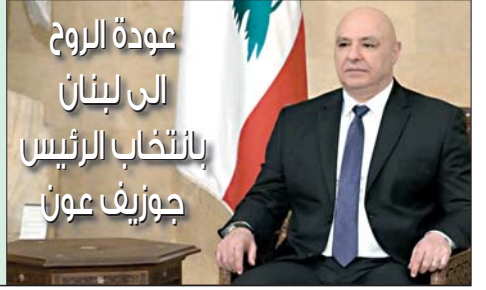 عودة الروح
الى لبنان
بانتخاب الرئيس
جوزيف عون